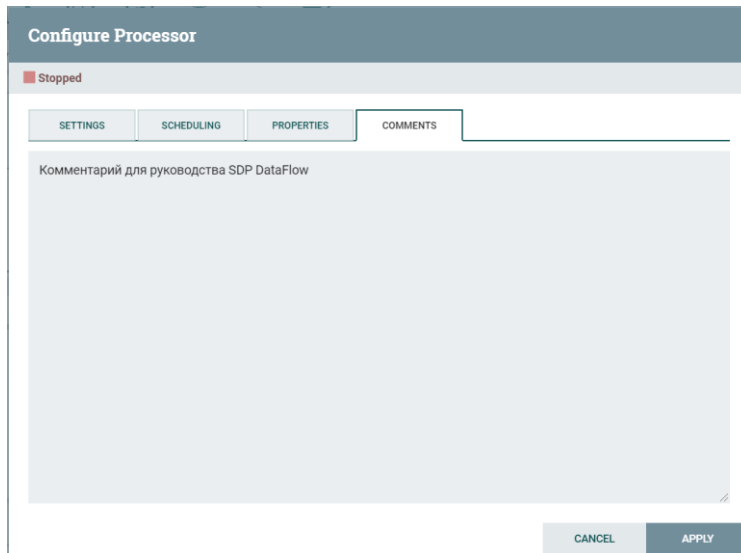 Configure Processor
Stopped
SETTINGS SCHEDULING PROPERTIES COMMENTS
Комментарий для руководства SDP DataFlow
CANCEL APPLY